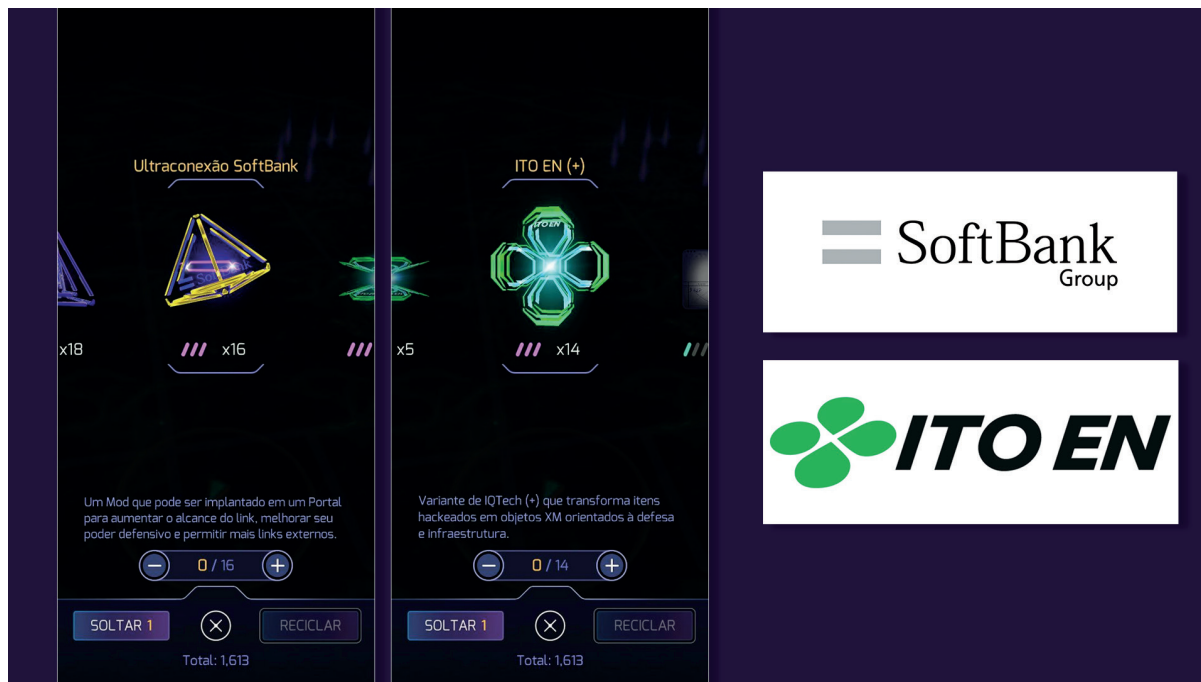 Ultraconexão SoftBank
SoftBank
x18
x16
Um Mod que pode ser implantado em um Portal
para aumentar o alcance do link, melhorar seu
poder defensivo e permitir mais links externos.
0 / 16
SOLTAR 1
RECICLAR
Total: 1,613
ITO EN (+)
ITO EN
x5
x14
Variante de IQTech (+) que transforma itens
hackeados em objetos XM orientados à defesa
e infraestrutura.
0 / 14
SOLTAR 1
RECICLAR
Total: 1,613
SoftBank
Group
ITO EN